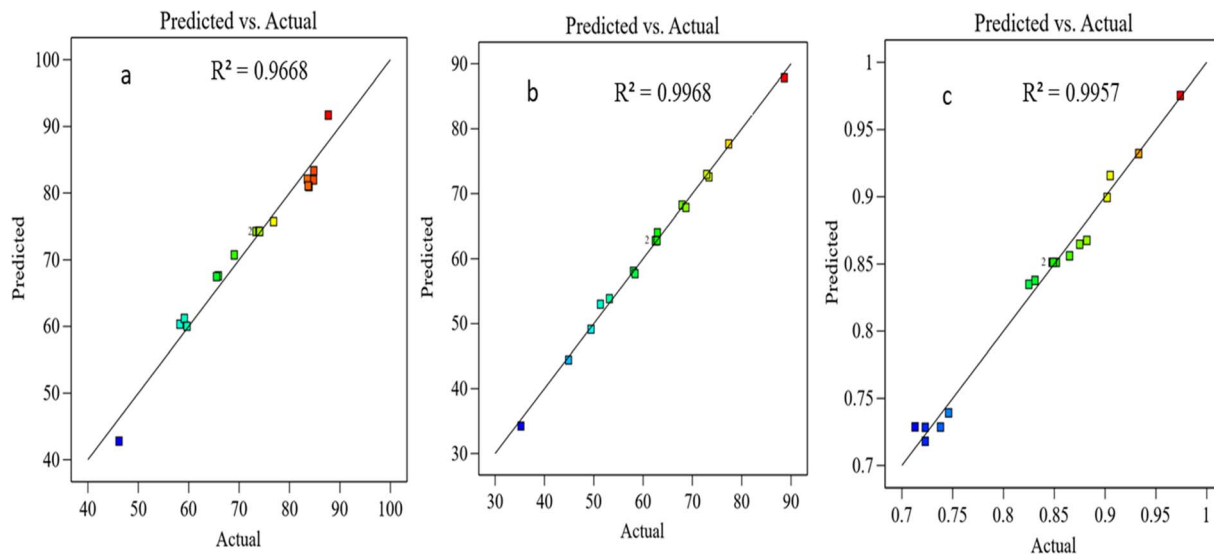 Predicted vs. Actual
a
R² = 0.9668
Predicted
100
90
80
70
60
50
40
2
40 50 60 70 80 90 100
Actual
Predicted vs. Actual
b
R² = 0.9968
Predicted
90
80
70
60
50
40
30
2
30 40 50 60 70 80 90
Actual
Predicted vs. Actual
c
R² = 0.9957
Predicted
1
0.95
0.9
0.85
0.8
0.75
0.7
2
0.7 0.75 0.8 0.85 0.9 0.95 1
Actual